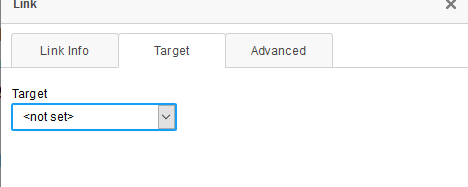 Link
Link Info
Target
Advanced
Target
<not set>